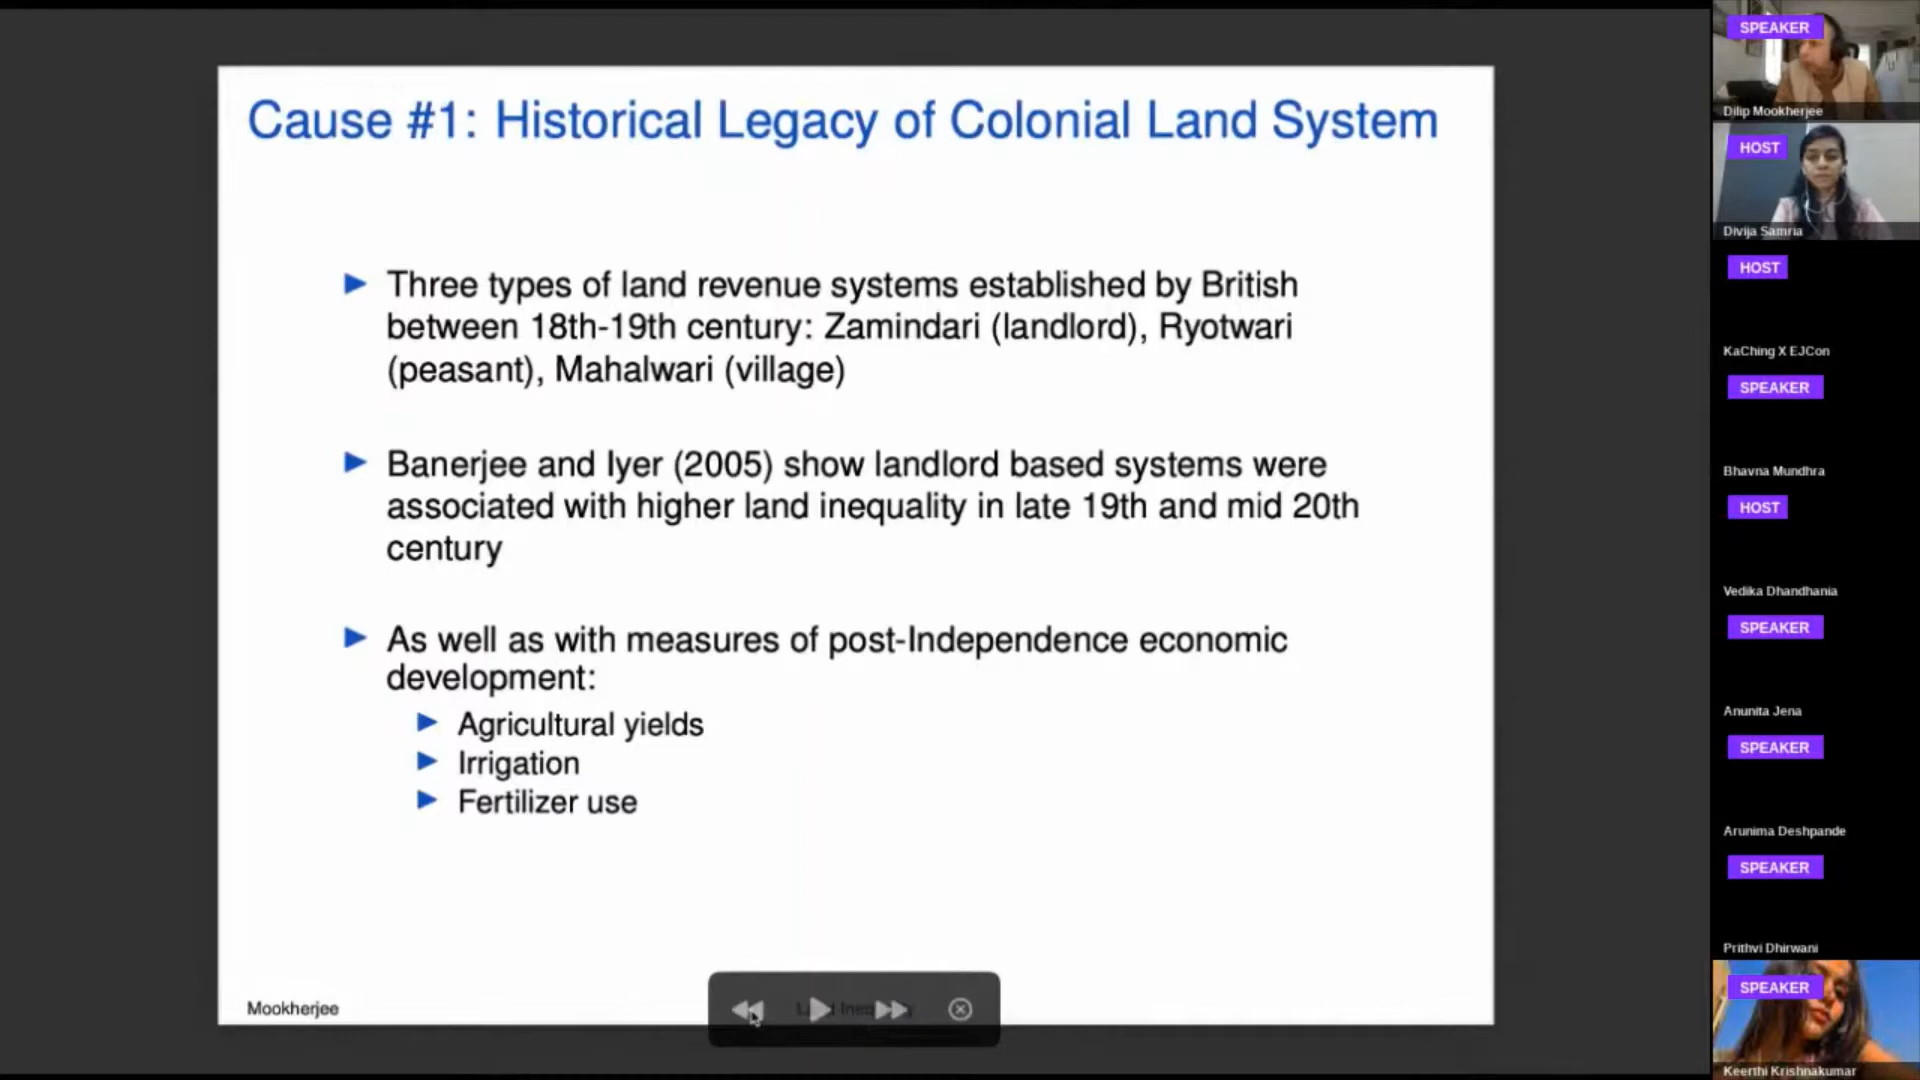 Cause #1: Historical Legacy of Colonial Land System
Three types of land revenue systems established by British
between 18th-19th century: Zamindari (landlord), Ryotwari
(peasant), Mahalwari (village)
Banerjee and Iyer (2005) show landlord based systems were
associated with higher land inequality in late 19th and mid 20th
century
As well as with measures of post-Independence economic
development:
Agricultural yields
Irrigation
Fertilizer use
Mookherjee
SPEAKER
Dilip Mookherjee
HOST
Divija Samria
HOST
KaChing X EJCon
SPEAKER
Bhavna Mundhra
HOST
Vedika Dhandhania
SPEAKER
Anunita Jena
SPEAKER
Arunima Deshpande
SPEAKER
Prithvi Dhirwani
SPEAKER
Keerthi Krishnakumar